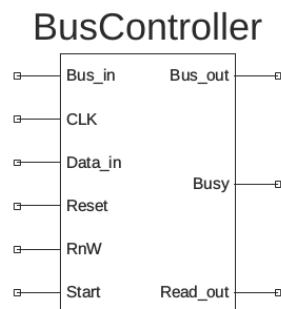 BusController
Bus_in Bus_out
CLK
Data_in
Busy
Reset
RnW
Start Read_out